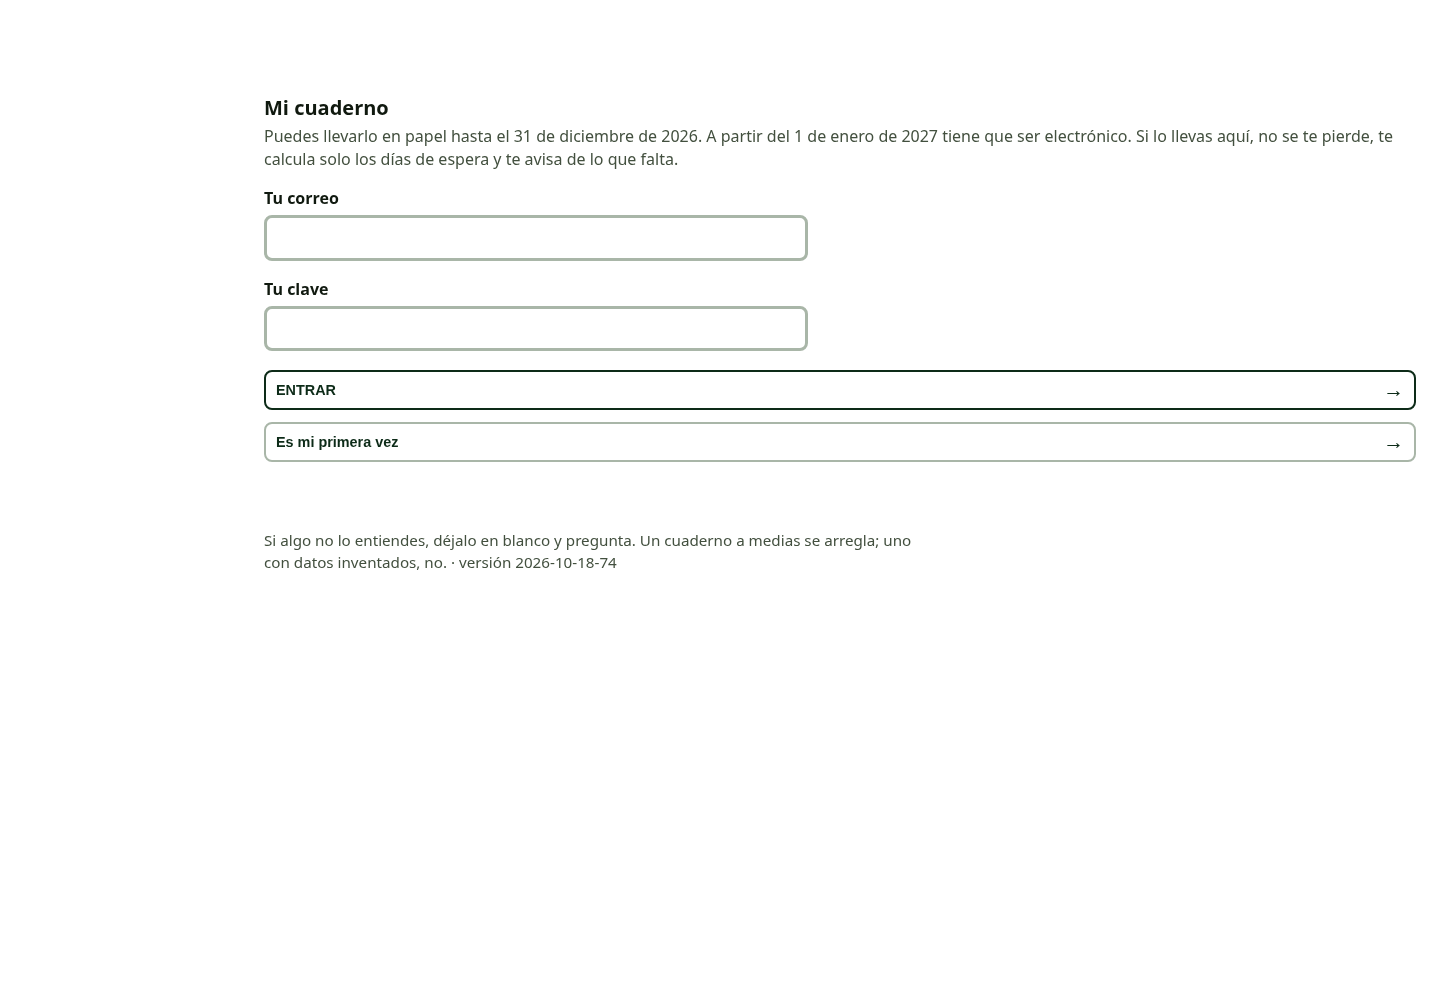 Mi cuaderno
Puedes llevarlo en papel hasta el 31 de diciembre de 2026. A partir del 1 de enero de 2027 tiene que ser electrónico. Si lo llevas aquí, no se te pierde, te
calcula solo los días de espera y te avisa de lo que falta.
Tu correo
Tu clave
ENTRAR →
Es mi primera vez →
Si algo no lo entiendes, déjalo en blanco y pregunta. Un cuaderno a medias se arregla; uno
con datos inventados, no. · versión 2026-10-18-74